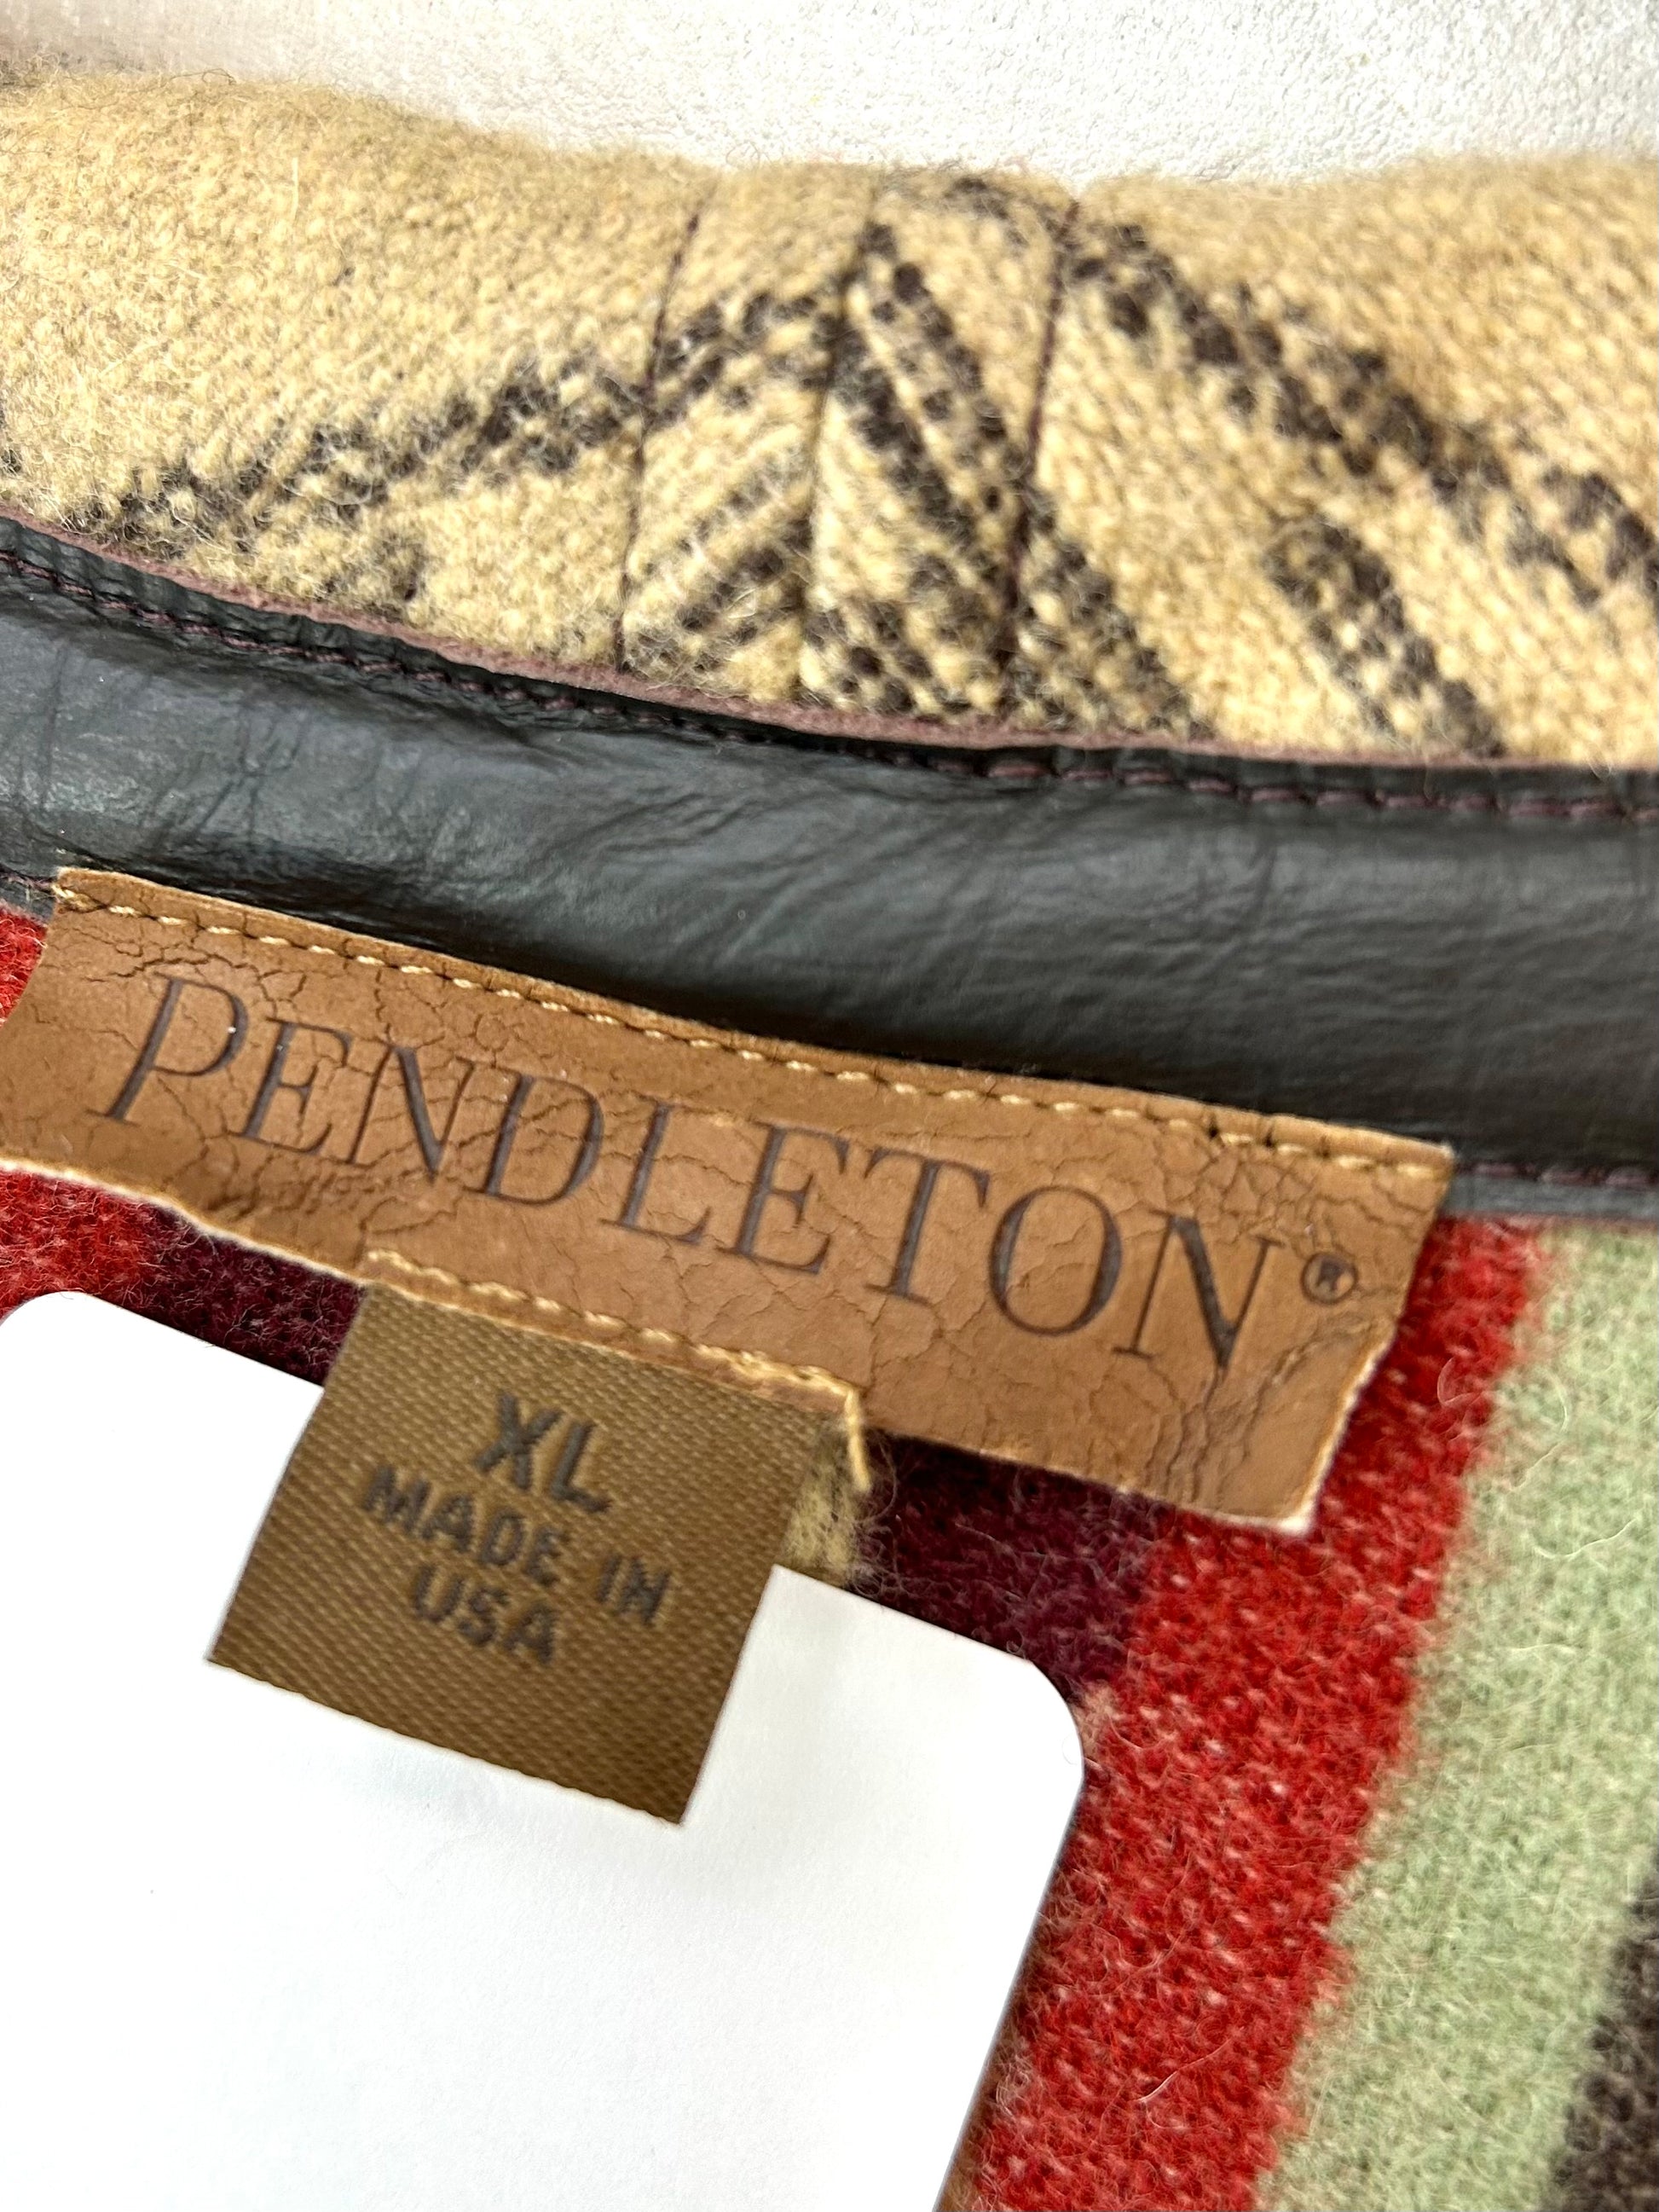 PENDLETON®
XL
MADE IN
USA